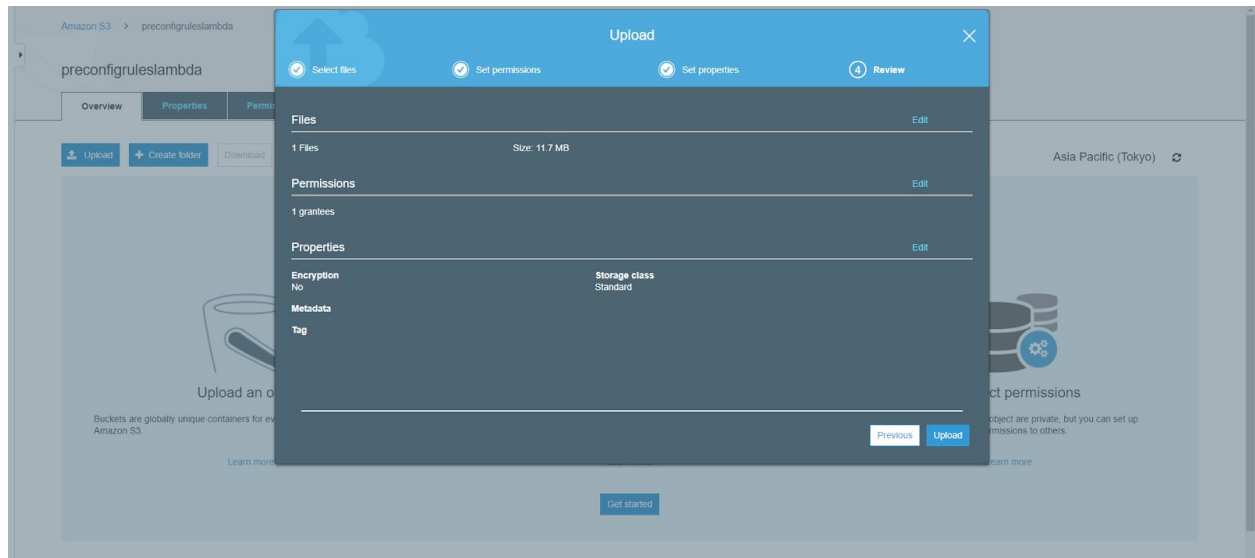 Amazon S3 > preconfigruleslambda
Upload
preconfigruleslambda
Select files
Set permissions
Set properties
4 Review
Overview
Properties
Permis
Files
Edit
1 Files
Size: 11.7 MB
Upload
Create folder
Download
Asia Pacific (Tokyo)
Permissions
Edit
1 grantees
Properties
Edit
Encryption
No
Storage class
Standard
Metadata
Tag
Upload an o
ct permissions
Buckets are globally unique containers for ev
Amazon S3.
object are private, but you can set up
rmissions to others.
Previous
Upload
Learn more
earn more
Get started